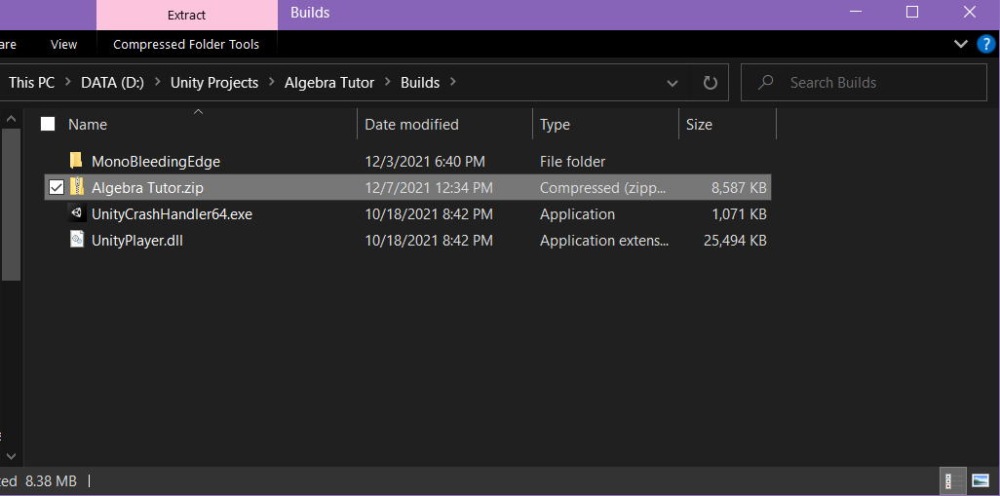 Extract Builds
are View Compressed Folder Tools
This PC > DATA (D:) > Unity Projects > Algebra Tutor > Builds > Search Builds
Name Date modified Type Size
MonoBleedingEdge 12/3/2021 6:40 PM File folder
Algebra Tutor.zip 12/7/2021 12:34 PM Compressed (zipp... 8,587 KB
UnityCrashHandler64.exe 10/18/2021 8:42 PM Application 1,071 KB
UnityPlayer.dll 10/18/2021 8:42 PM Application extens... 25,494 KB
ted 8.38 MB